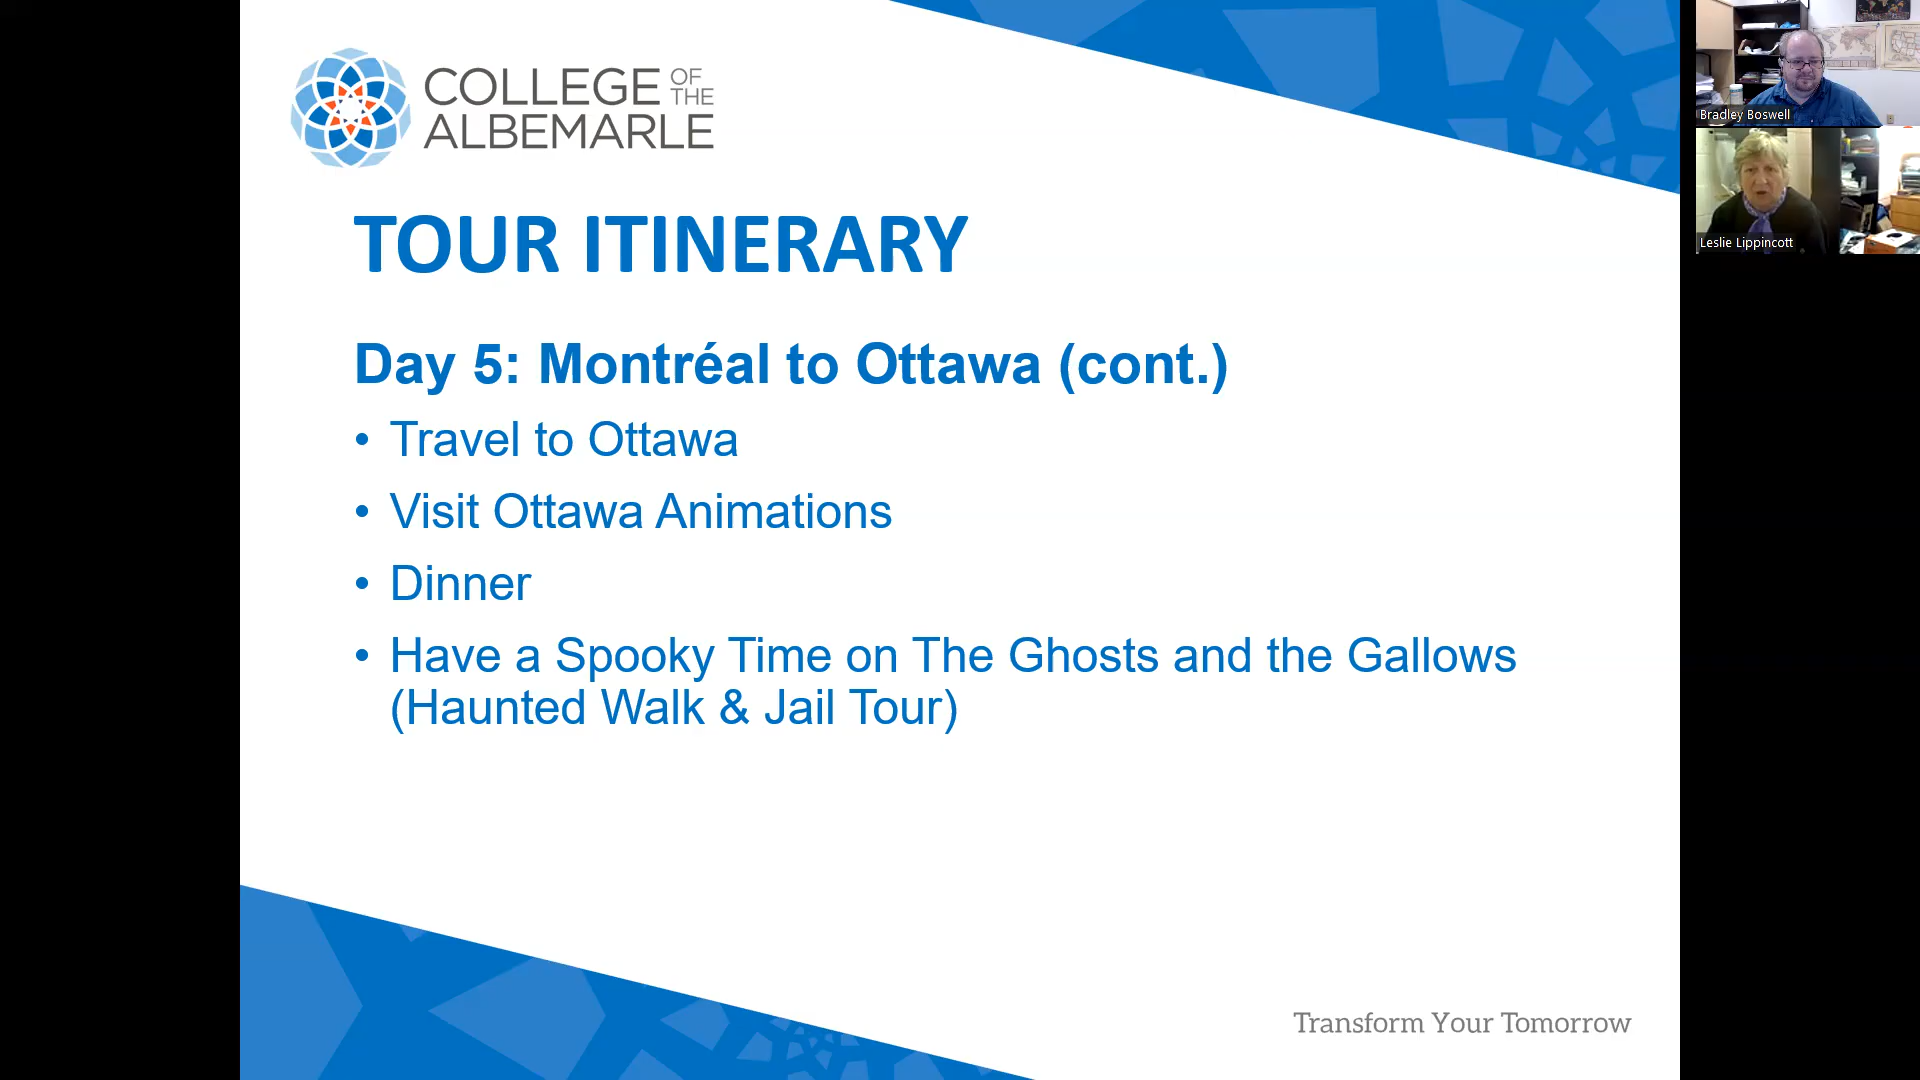 COLLEGE OF THE
ALBEMARLE
TOUR ITINERARY
Day 5: Montréal to Ottawa (cont.)
• Travel to Ottawa
• Visit Ottawa Animations
• Dinner
• Have a Spooky Time on The Ghosts and the Gallows
(Haunted Walk & Jail Tour)
Transform Your Tomorrow
Bradley Boswell
Leslie Lippincott